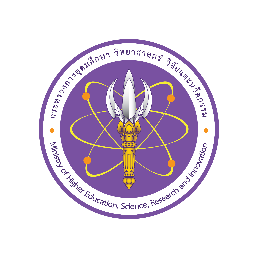 กระทรวงการอุดมศึกษา วิทยาศาสตร์ วิจัยและนวัตกรรม
Ministry of Higher Education, Science, Research and Innovation